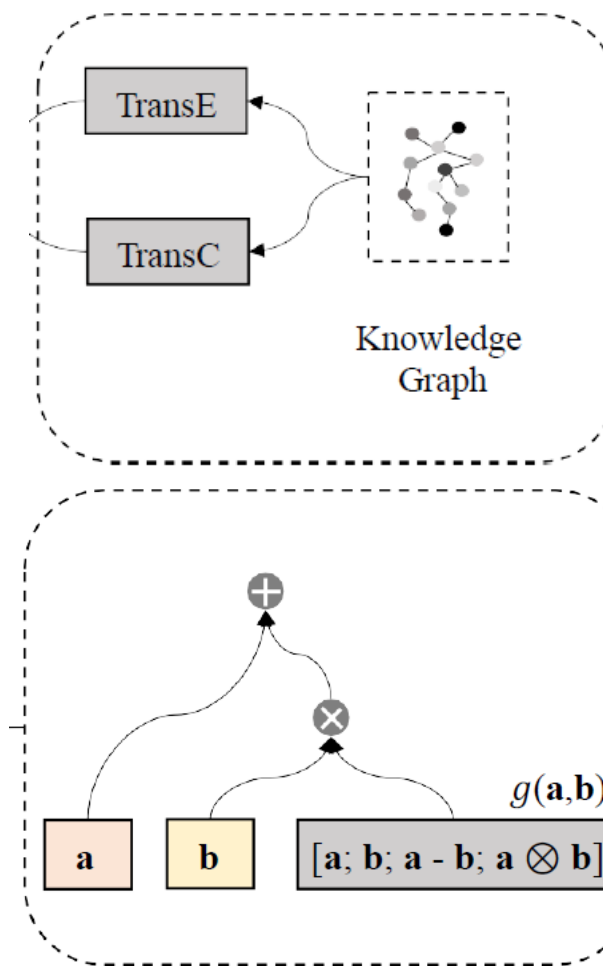 TransE
TransC
Knowledge
Graph
g(a,b)
a
b
[a; b; a - b; a ⊗ b]